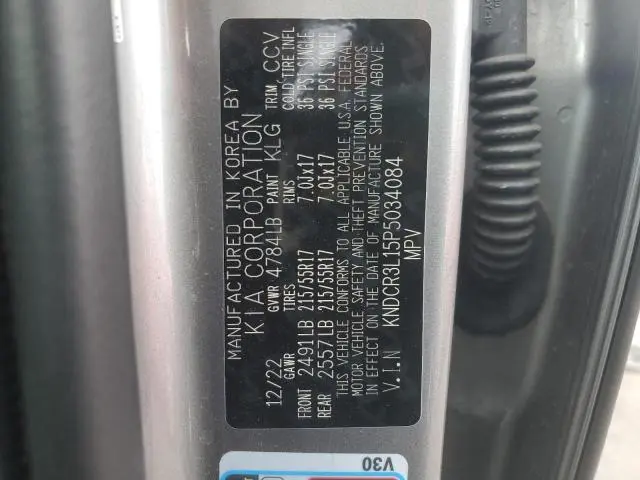 MANUFACTURED IN KOREA BY
KIA CORPORATION
12/22 GVWR 4784LB PAINT KLG TRIM CCV
GAWR TIRES RIMS COLD TIRE INFL
FRONT 2491LB 215/55R17 7.0Jx17 36 PSI SINGLE
REAR 2557LB 215/55R17 7.0Jx17 36 PSI SINGLE
THIS VEHICLE CONFORMS TO ALL APPLICABLE U.S.A. FEDERAL
MOTOR VEHICLE SAFETY AND THEFT PREVENTION STANDARDS
IN EFFECT ON THE DATE OF MANUFACTURE SHOWN ABOVE.
V.I.N KNDCR3L15P5034084
MPV
V30